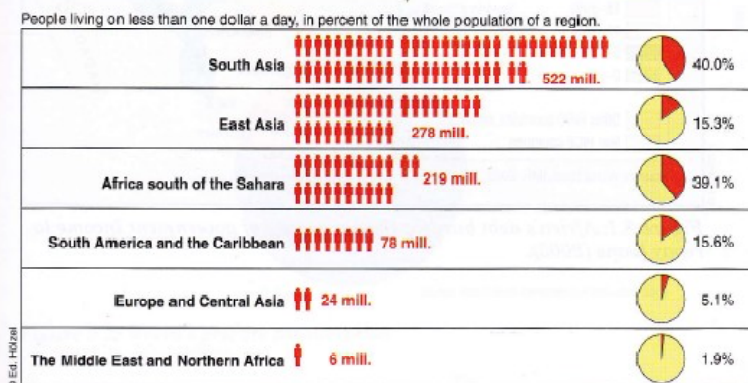 People living on less than one dollar a day, in percent of the whole population of a region.
South Asia 522 mill. 40.0%
East Asia 278 mill. 15.3%
Africa south of the Sahara 219 mill. 39.1%
South America and the Caribbean 78 mill. 15.6%
Europe and Central Asia 24 mill. 5.1%
The Middle East and Northern Africa 6 mill. 1.9%
Ed. Hölzel